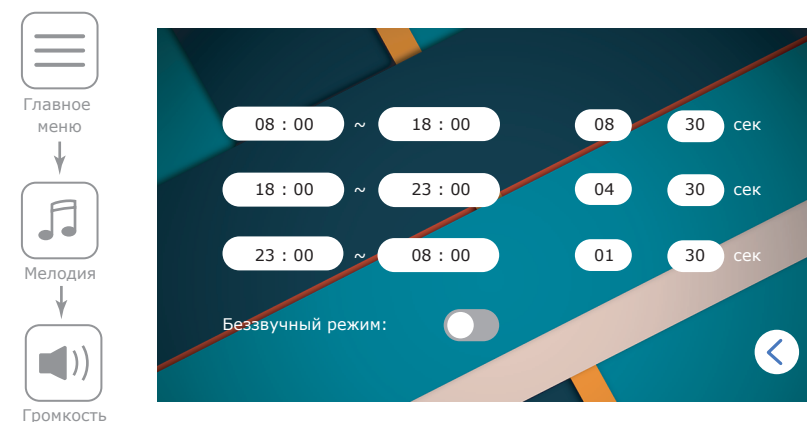 Главное
меню
Мелодия
Громкость
08 : 00 ~ 18 : 00 08 30 сек
18 : 00 ~ 23 : 00 04 30 сек
23 : 00 ~ 08 : 00 01 30 сек
Беззвучный режим: